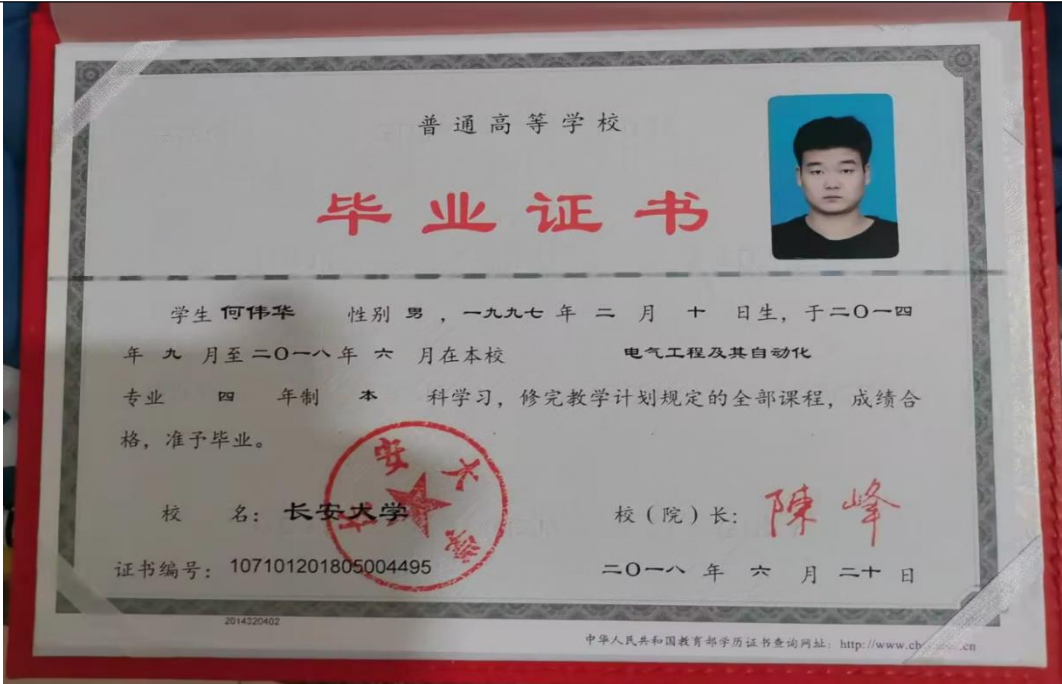 普通高等学校
毕业证书
学生 何伟华 性别 男 ，一九九七 年 二 月 十 日生，于二〇一四
年 九 月至二〇一八年 六 月在本校 电气工程及其自动化
专业 四 年制 本 科学习，修完教学计划规定的全部课程，成绩合
格，准予毕业。
校 名：长安大学
长安大学
校（院）长：陳峰
证书编号：107101201805004495
二〇一八 年 六 月 二十 日
2014320402
中华人民共和国教育部学历证书查询网址：http://www.ch